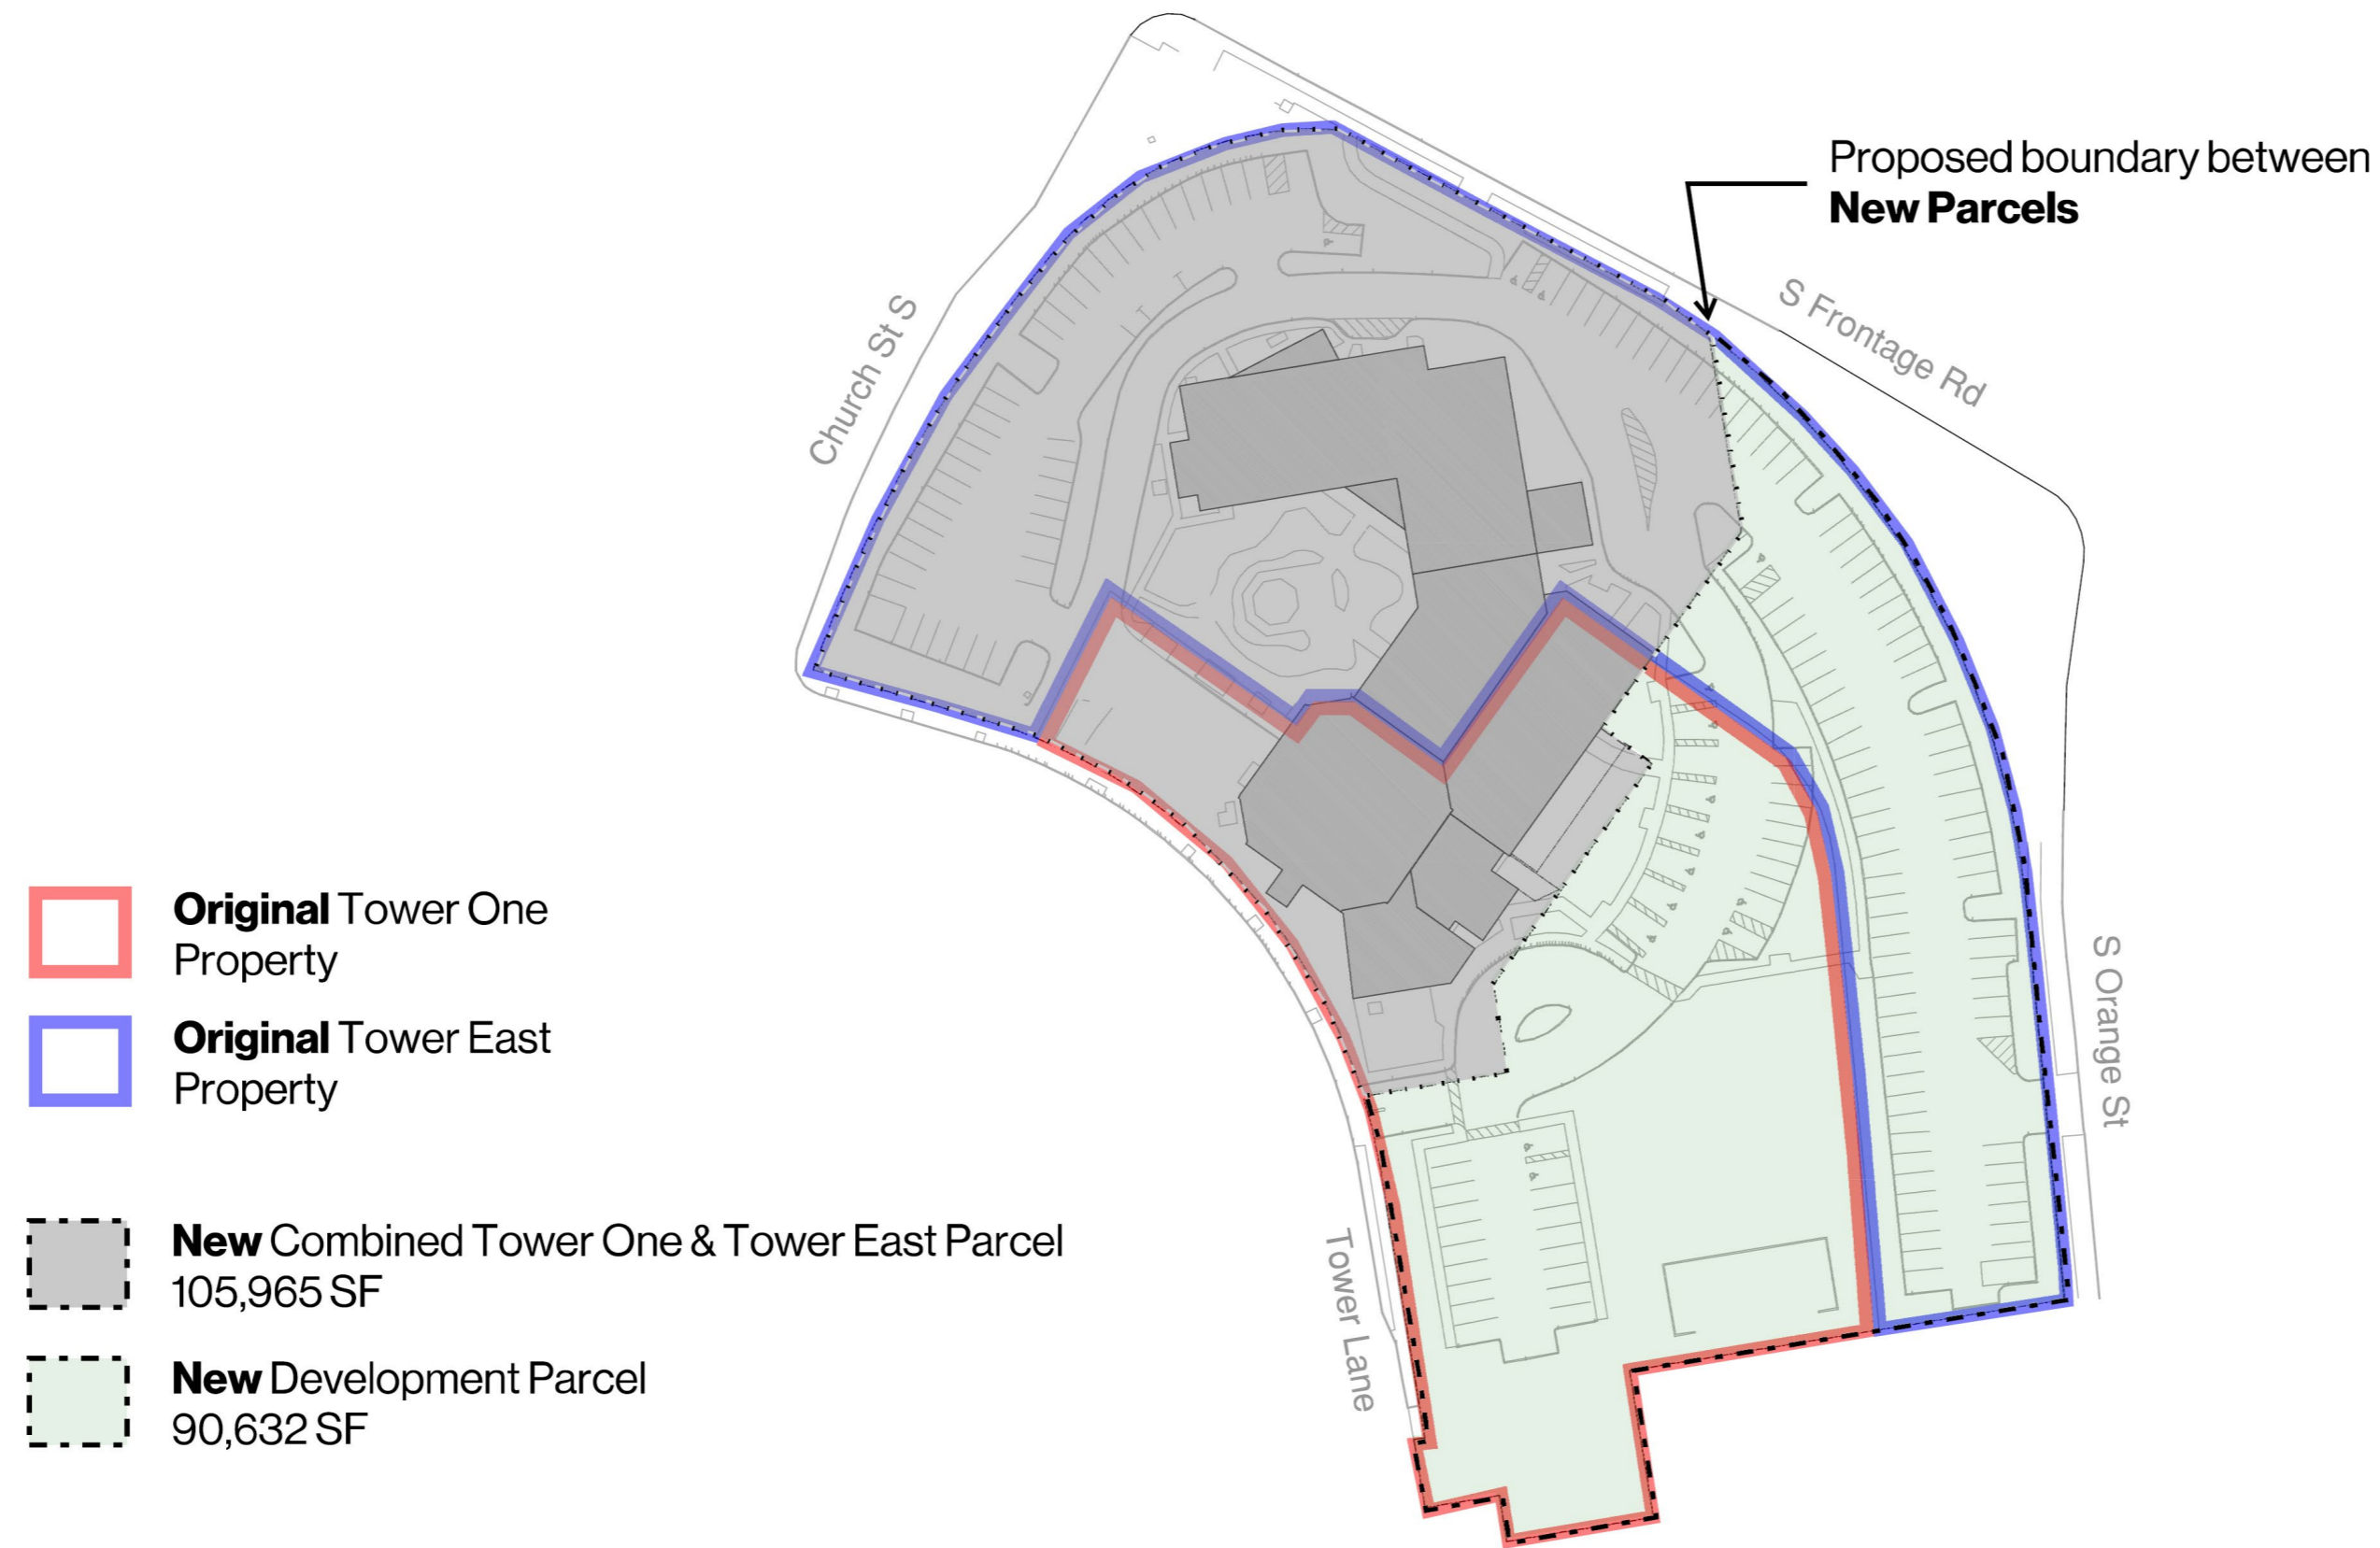 Proposed boundary between
New Parcels
S Frontage Rd
Church St S
S Orange St
Tower Lane
Original Tower One
Property
Original Tower East
Property
New Combined Tower One & Tower East Parcel
105,965 SF
New Development Parcel
90,632 SF